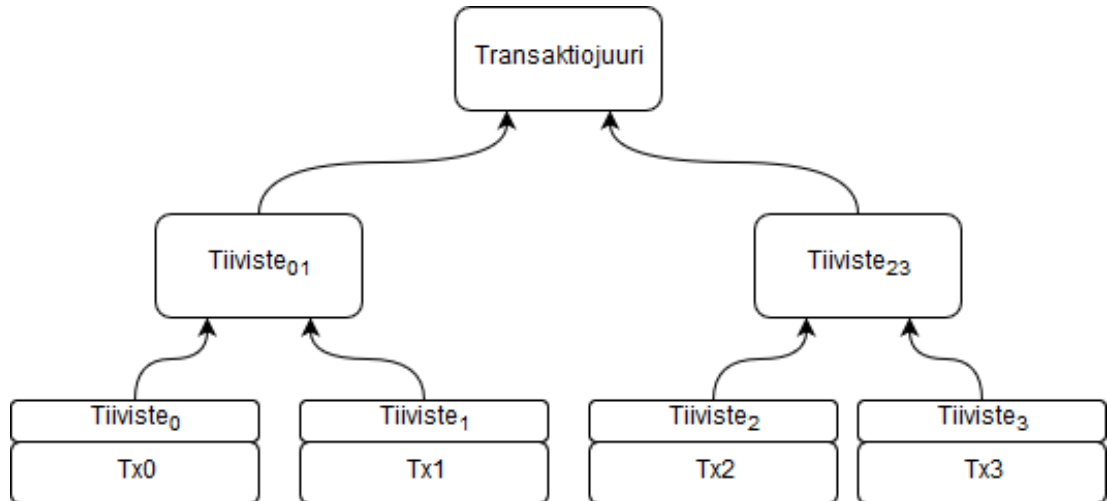 Transaktiojuuri
Tiiviste₀₁
Tiiviste₂₃
Tiiviste₀
Tiiviste₁
Tiiviste₂
Tiiviste₃
Tx0
Tx1
Tx2
Tx3